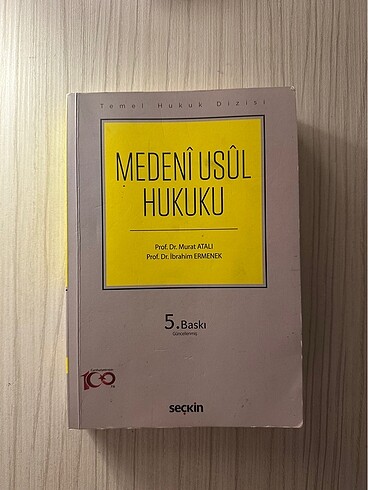 Temel Hukuk Dizisi
MEDENÎ USÛL
HUKUKU
Prof. Dr. Murat ATALI
Prof. Dr. İbrahim ERMENEK
5. Baskı
Güncellenmiş
100
seçkin